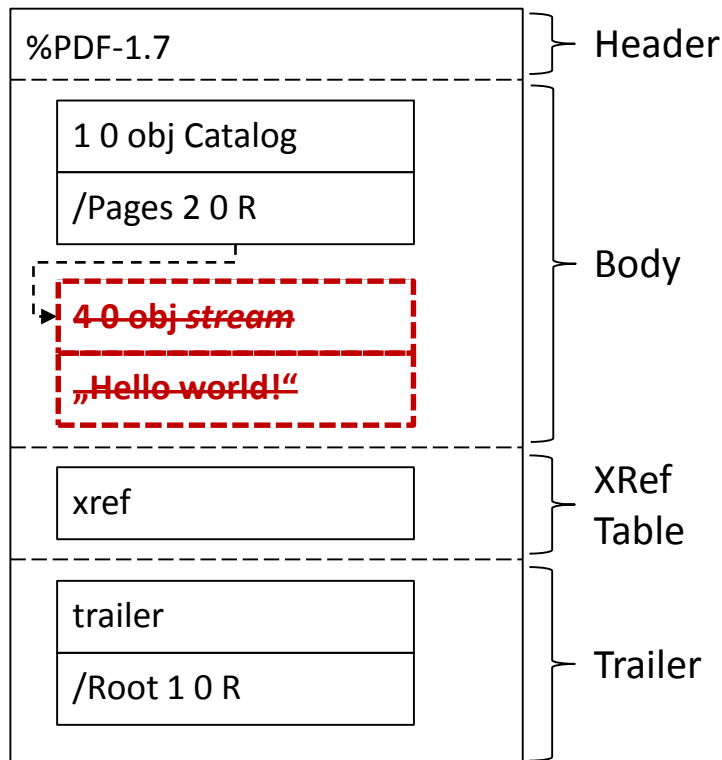 %PDF-1.7
Header
1 0 obj Catalog
/Pages 2 0 R
Body
4 0 obj stream
„Hello world!“
xref
XRef
Table
trailer
/Root 1 0 R
Trailer